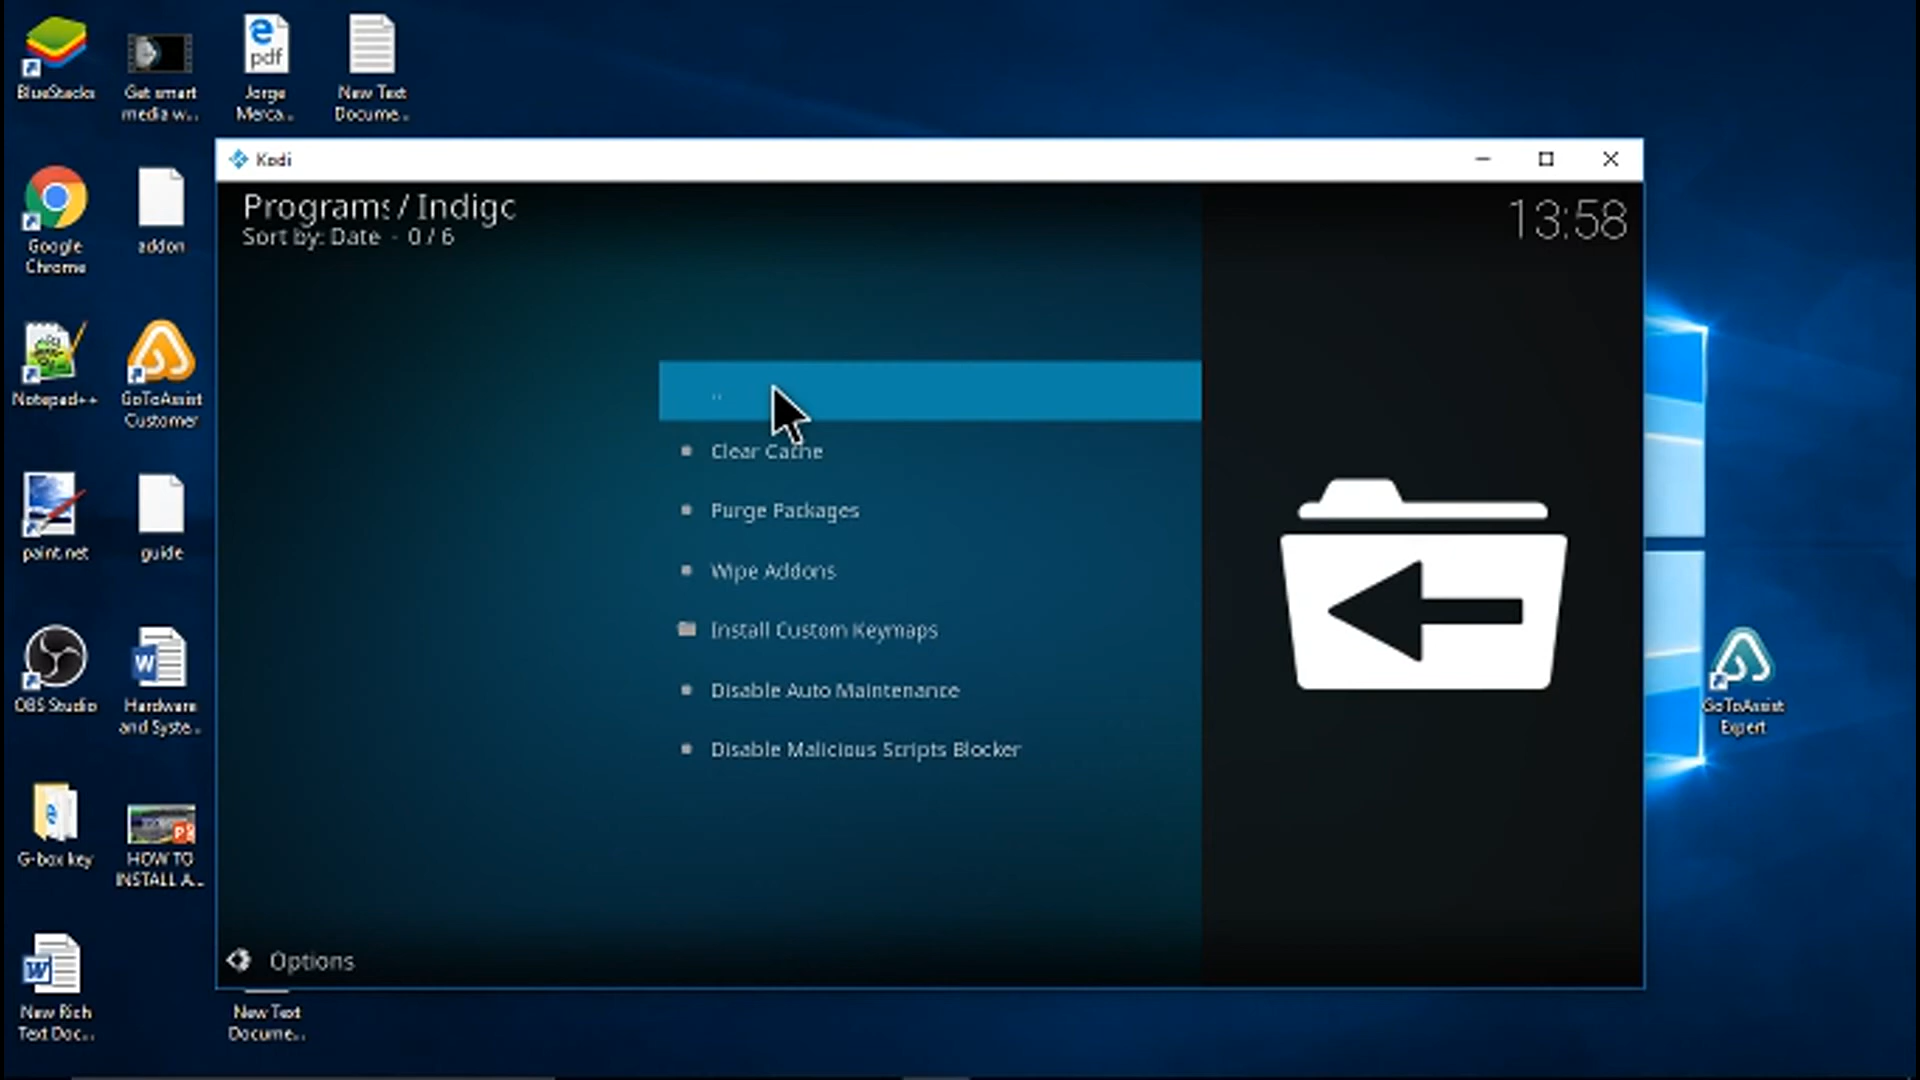 BlueStacks
Get smart
media w...
Jorge
Merca...
New Text
Docume...
pdf
Kodi
Programs / Indigo
Sort by: Date - 0 / 6
13:58
Google
Chrome
addon
..
Clear Cache
Notepad++
GoToAssist
Customer
Purge Packages
paint.net
guide
Wipe Addons
Install Custom Keymaps
OBS Studio
Hardware
and Syste...
Disable Auto Maintenance
GoToAssist
Expert
Disable Malicious Scripts Blocker
G-box key
HOW TO
INSTALL A...
Options
New Rich
Text Doc...
New Text
Docume...